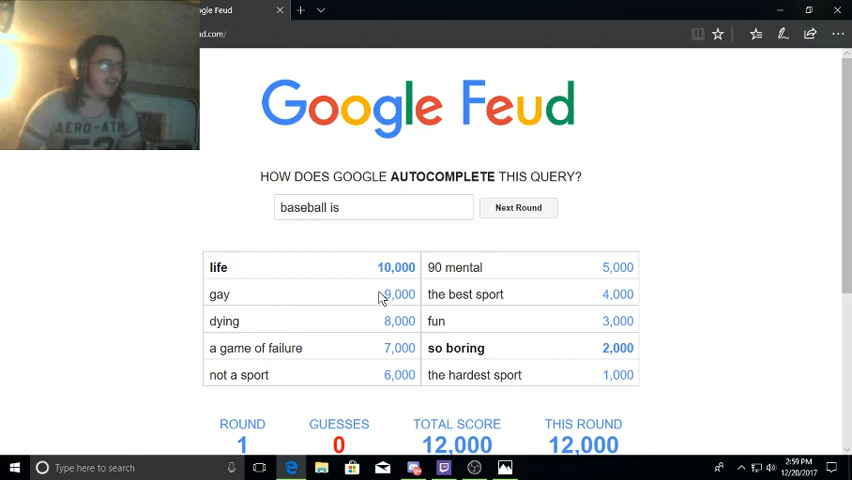 gle Feud
ud.com/
AERO-ATH
Google Feud
HOW DOES GOOGLE AUTOCOMPLETE THIS QUERY?
baseball is
Next Round
life 10,000 90 mental 5,000
gay 9,000 the best sport 4,000
dying 8,000 fun 3,000
a game of failure 7,000 so boring 2,000
not a sport 6,000 the hardest sport 1,000
ROUND GUESSES TOTAL SCORE THIS ROUND
1 0 12,000 12,000
Type here to search
2:59 PM
12/20/2017